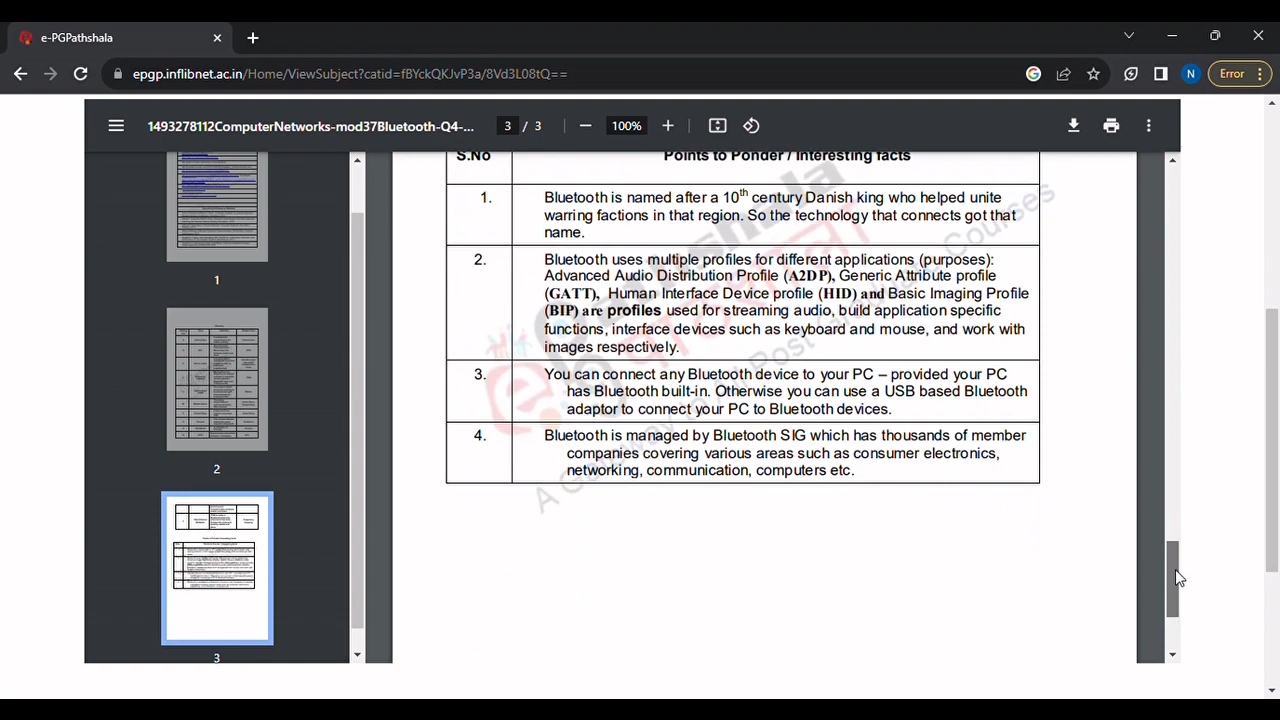 e-PGPathshala
epgp.inflibnet.ac.in/Home/ViewSubject?catid=fBYckQKJvP3a/8Vd3L08tQ==
N
Error
1493278112ComputerNetworks-mod37Bluetooth-Q4-...
3 / 3
100%
S.No Points to Ponder / Interesting facts
1. Bluetooth is named after a 10th century Danish king who helped unite
warring factions in that region. So the technology that connects got that
name.
2. Bluetooth uses multiple profiles for different applications (purposes):
Advanced Audio Distribution Profile (A2DP), Generic Attribute profile
(GATT), Human Interface Device profile (HID) and Basic Imaging Profile
(BIP) are profiles used for streaming audio, build application specific
functions, interface devices such as keyboard and mouse, and work with
images respectively.
3. You can connect any Bluetooth device to your PC – provided your PC
has Bluetooth built-in. Otherwise you can use a USB based Bluetooth
adaptor to connect your PC to Bluetooth devices.
4. Bluetooth is managed by Bluetooth SIG which has thousands of member
companies covering various areas such as consumer electronics,
networking, communication, computers etc.
Pathshala
पाठशाला
A Gateway to All Post Graduate Courses
1
2
3